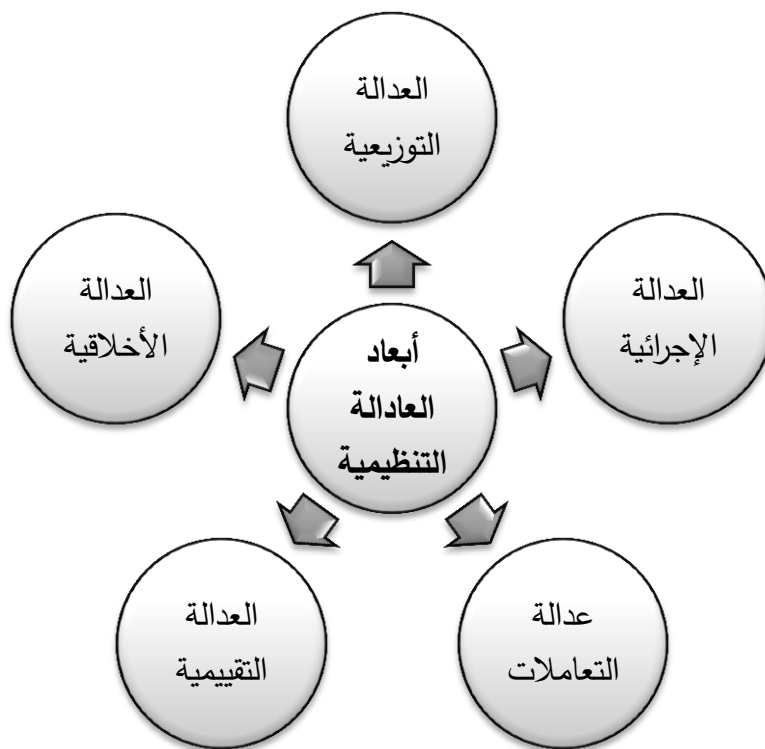 العدالة
التوزيعية
العدالة
الإجرائية
العدالة
الأخلاقية
أبعاد
العادالة
التنظيمية
عدالة
التعاملات
العدالة
التقييمية